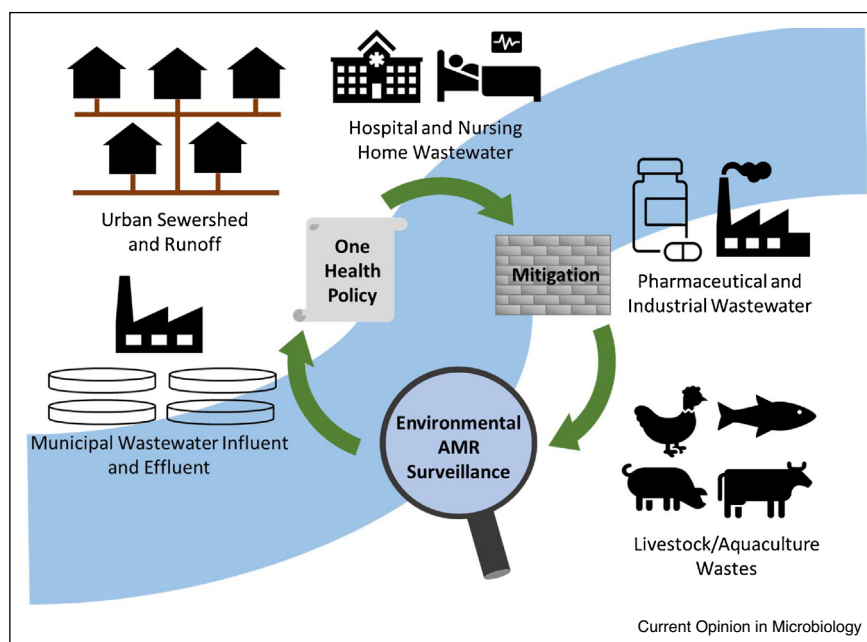 Hospital and Nursing
Home Wastewater
Urban Sewershed
and Runoff
One
Health
Policy
Mitigation
Pharmaceutical and
Industrial Wastewater
Municipal Wastewater Influent
and Effluent
Environmental
AMR
Surveillance
Livestock/Aquaculture
Wastes
Current Opinion in Microbiology